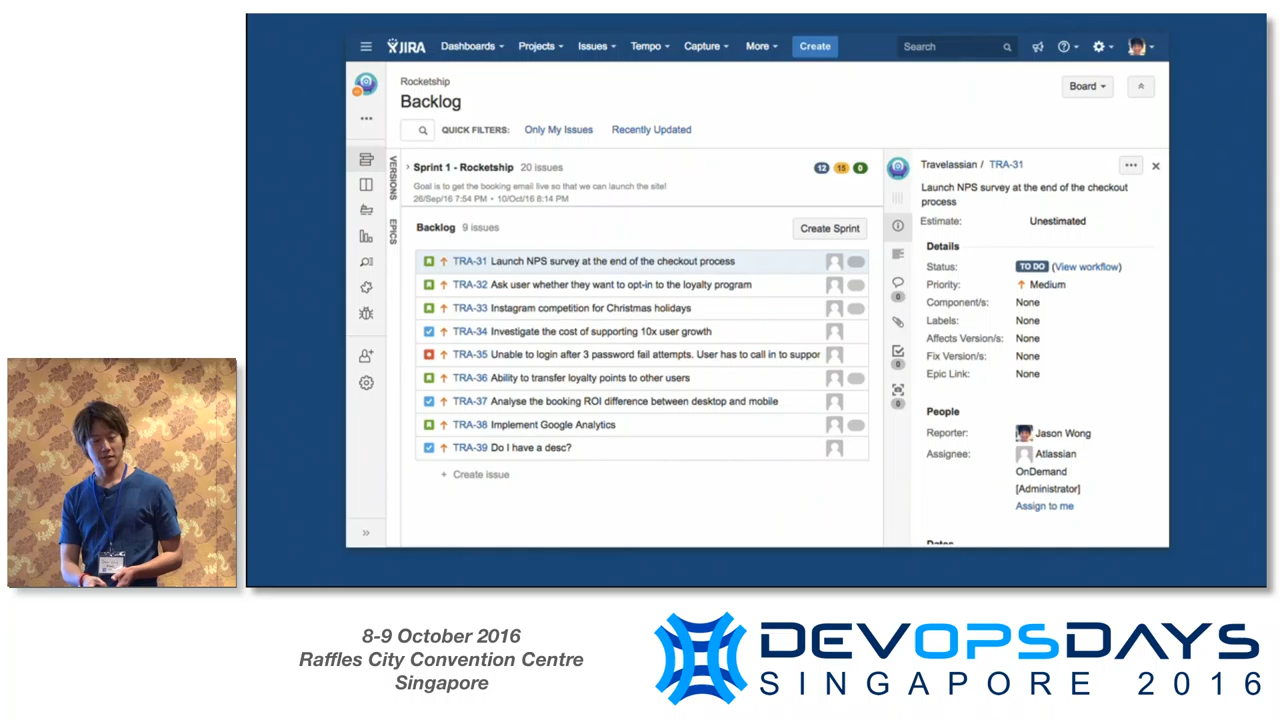 JIRA Dashboards Projects Issues Tempo Capture More Create Search
Rocketship
Backlog
Board
QUICK FILTERS: Only My Issues Recently Updated
VERSIONS
EPICS
Sprint 1 - Rocketship 20 issues 12 15 0
Goal is to get the booking email live so that we can launch the site!
26/Sep/16 7:54 PM • 10/Oct/16 8:14 PM
Backlog 9 issues Create Sprint
TRA-31 Launch NPS survey at the end of the checkout process
TRA-32 Ask user whether they want to opt-in to the loyalty program
TRA-33 Instagram competition for Christmas holidays
TRA-34 Investigate the cost of supporting 10x user growth
TRA-35 Unable to login after 3 password fail attempts. User has to call in to suppor
TRA-36 Ability to transfer loyalty points to other users
TRA-37 Analyse the booking ROI difference between desktop and mobile
TRA-38 Implement Google Analytics
TRA-39 Do I have a desc?
+ Create issue
0
0
0
Travelassian / TRA-31
Launch NPS survey at the end of the checkout
process
Estimate: Unestimated
Details
Status: TO DO (View workflow)
Priority: Medium
Component/s: None
Labels: None
Affects Version/s: None
Fix Version/s: None
Epic Link: None
People
Reporter: Jason Wong
Assignee: Atlassian
OnDemand
[Administrator]
Assign to me
Dates
8-9 October 2016
Raffles City Convention Centre
Singapore
DEVOPSDAYS
SINGAPORE 2016